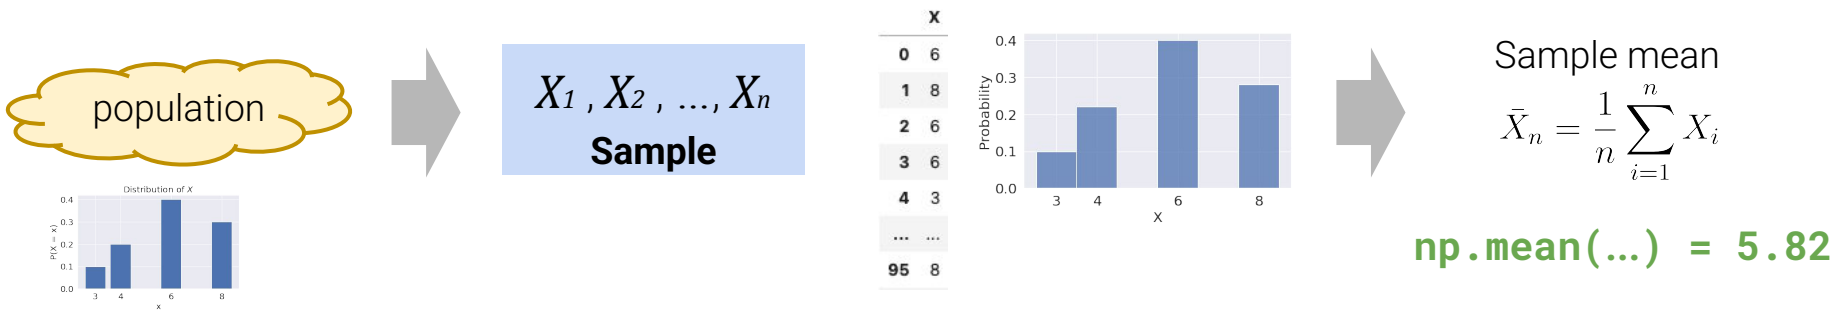 population
Distribution of X
P(X = x)
0.4
0.3
0.2
0.1
0.0
3 4 6 8
x
X1 , X2 , ..., Xn
Sample
X
0 6
1 8
2 6
3 6
4 3
... ...
95 8
Probability
0.4
0.3
0.2
0.1
0.0
3 4 6 8
X
Sample mean
X̄n = 1/n ∑_{i=1}^{n} Xi
np.mean(…) = 5.82